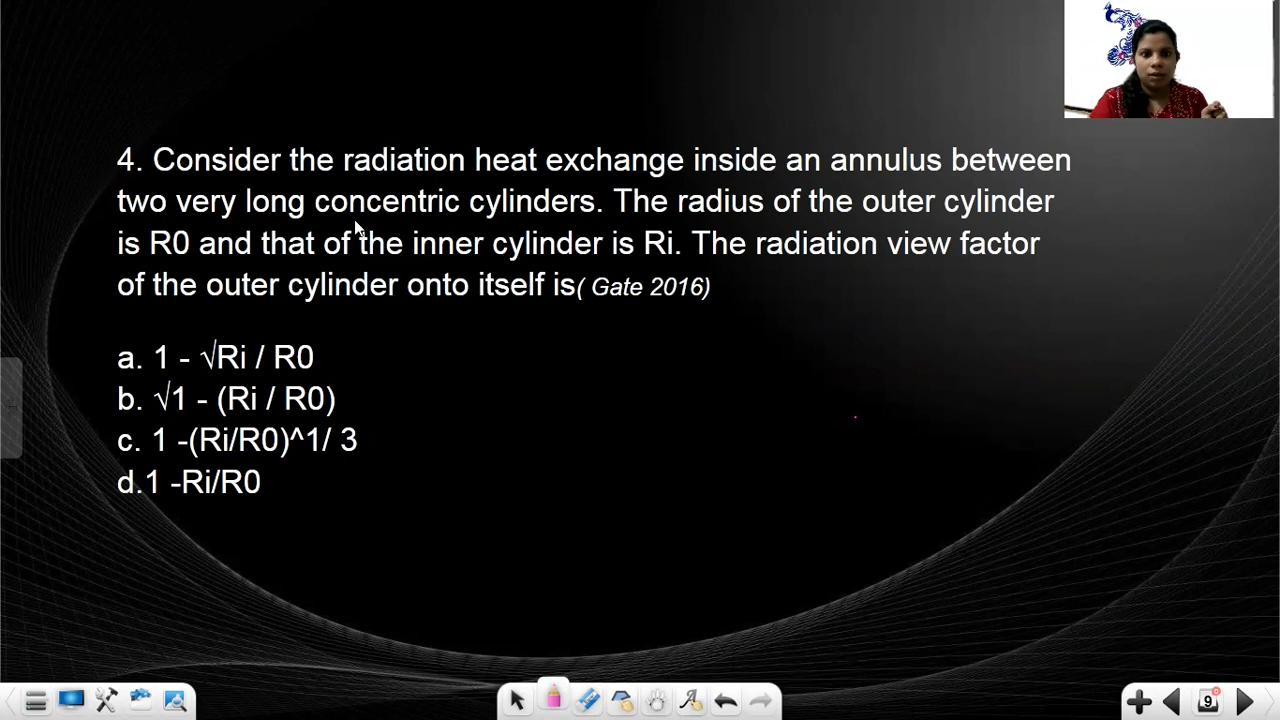 4. Consider the radiation heat exchange inside an annulus between
two very long concentric cylinders. The radius of the outer cylinder
is R0 and that of the inner cylinder is Ri. The radiation view factor
of the outer cylinder onto itself is( Gate 2016)
a. 1 - √Ri / R0
b. √1 - (Ri / R0)
c. 1 -(Ri/R0)^1/ 3
d.1 -Ri/R0
9